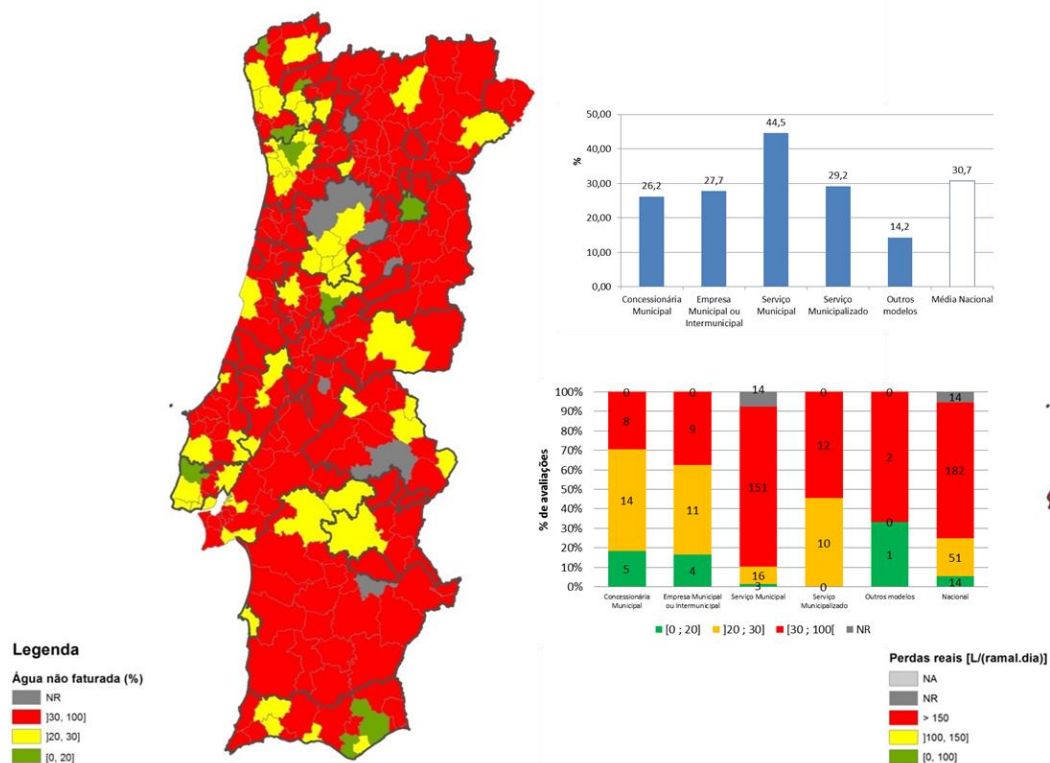 50,00
40,00
30,00
20,00
10,00
0,00
%
26,2
27,7
44,5
29,2
14,2
30,7
Concessionária
Municipal
Empresa
Municipal ou
Intermunicipal
Serviço
Municipal
Serviço
Municipalizado
Outros
modelos
Média Nacional
100%
90%
80%
70%
60%
50%
40%
30%
20%
10%
0%
% de avaliações
0
8
14
5
0
9
11
4
14
151
16
3
0
12
10
0
0
2
0
1
14
182
51
14
Concessionária
Municipal
Empresa Municipal
ou Intermunicipal
Serviço Municipal
Serviço
Municipalizado
Outros modelos
Nacional
[0 ; 20]
]20 ; 30]
[30 ; 100[
NR
Legenda
Água não faturada (%)
NR
]30, 100]
]20, 30]
[0, 20]
Perdas reais [L/(ramal.dia)]
NA
NR
> 150
]100, 150]
[0, 100]